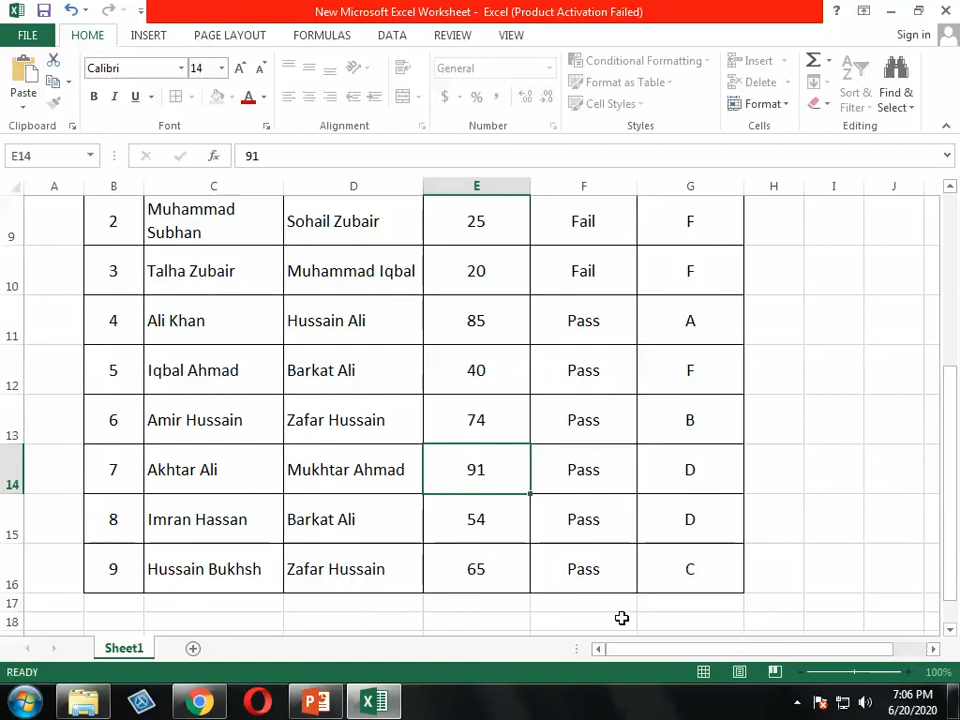 New Microsoft Excel Worksheet - Excel (Product Activation Failed)
?
FILE HOME INSERT PAGE LAYOUT FORMULAS DATA REVIEW VIEW Sign in
Paste
Calibri 14 A A
B I U A
General
$ % , .0 .00 .00 .0
Conditional Formatting
Format as Table
Cell Styles
Insert
Delete
Format
Σ
A Z
Sort &
Filter
Find &
Select
Clipboard Font Alignment Number Styles Cells Editing
E14 fx 91
A B C D E F G H I J
9 2 Muhammad Subhan Sohail Zubair 25 Fail F
10 3 Talha Zubair Muhammad Iqbal 20 Fail F
11 4 Ali Khan Hussain Ali 85 Pass A
12 5 Iqbal Ahmad Barkat Ali 40 Pass F
13 6 Amir Hussain Zafar Hussain 74 Pass B
14 7 Akhtar Ali Mukhtar Ahmad 91 Pass D
15 8 Imran Hassan Barkat Ali 54 Pass D
16 9 Hussain Bukhsh Zafar Hussain 65 Pass C
17
18
Sheet1
READY 100%
7:06 PM
6/20/2020